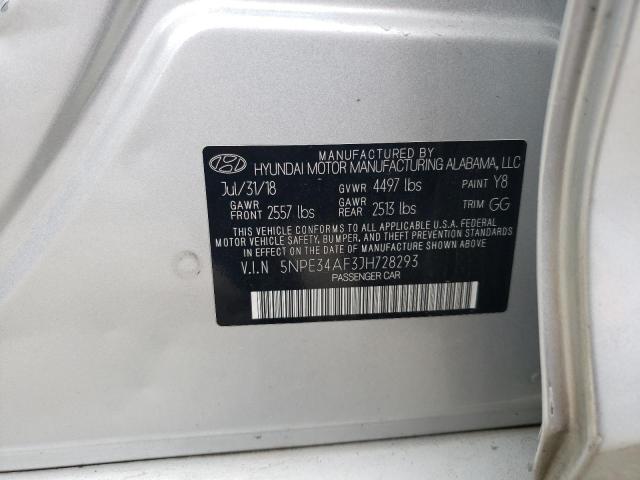 MANUFACTURED BY
HYUNDAI MOTOR MANUFACTURING ALABAMA, LLC
Jul/31/18 GVWR 4497 lbs PAINT Y8
GAWR FRONT 2557 lbs GAWR REAR 2513 lbs TRIM GG
THIS VEHICLE CONFORMS TO ALL APPLICABLE U.S.A. FEDERAL
MOTOR VEHICLE SAFETY, BUMPER, AND THEFT PREVENTION
STANDARDS IN EFFECT ON THE DATE OF MANUFACTURE SHOWN ABOVE.
V.I.N 5NPE34AF3JH728293
PASSENGER CAR